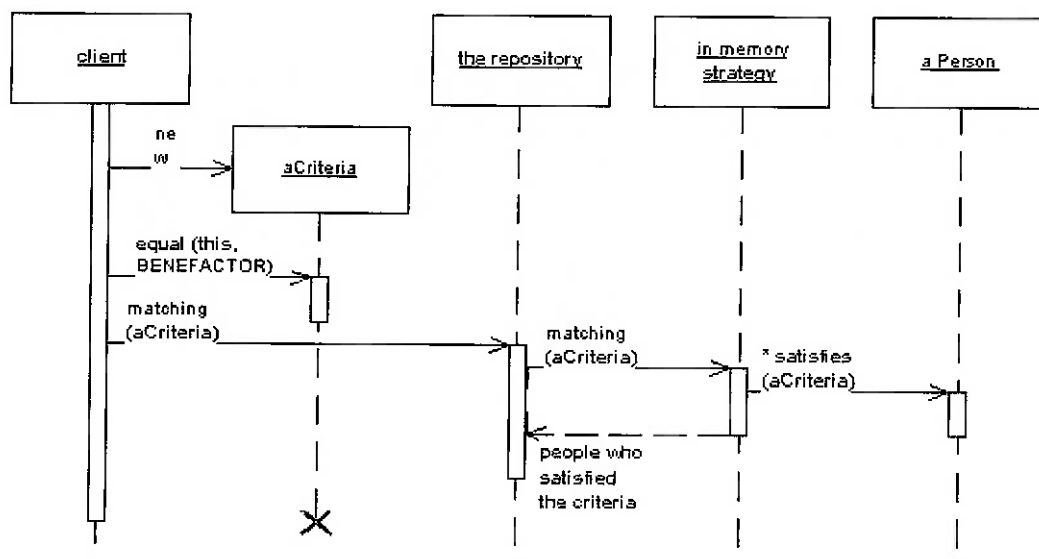 client
the repository
in memory
strategy
a Person
ne
w
aCriteria
equal (this,
BENEFACTOR)
matching
(aCriteria)
matching
(aCriteria)
* satisfies
(aCriteria)
people who
satisfied
the criteria